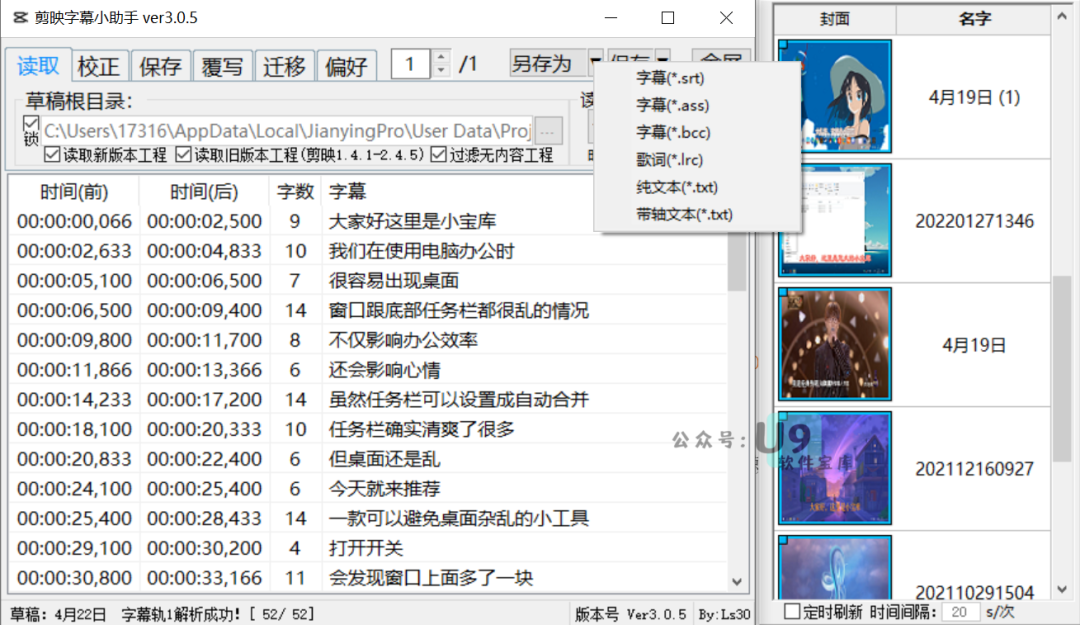 剪映字幕小助手 ver3.0.5
读取 校正 保存 覆写 迁移 偏好 1 /1 另存为
草稿根目录：
锁 C:\Users\17316\AppData\Local\JianyingPro\User Data\Proj ...
读取新版本工程 读取旧版本工程(剪映1.4.1-2.4.5) 过滤无内容工程
字幕(*.srt)
字幕(*.ass)
字幕(*.bcc)
歌词(*.lrc)
纯文本(*.txt)
带轴文本(*.txt)
时间(前) 时间(后) 字数 字幕
00:00:00,066 00:00:02,500 9 大家好这里是小宝库
00:00:02,633 00:00:04,833 10 我们在使用电脑办公时
00:00:05,100 00:00:06,500 7 很容易出现桌面
00:00:06,500 00:00:09,400 14 窗口跟底部任务栏都很乱的情况
00:00:09,800 00:00:11,700 8 不仅影响办公效率
00:00:11,866 00:00:13,366 6 还会影响心情
00:00:14,233 00:00:17,200 14 虽然任务栏可以设置成自动合并
00:00:18,100 00:00:20,333 10 任务栏确实清爽了很多
00:00:20,833 00:00:22,400 6 但桌面还是乱
00:00:24,100 00:00:25,400 6 今天就来推荐
00:00:25,400 00:00:28,433 14 一款可以避免桌面杂乱的小工具
00:00:29,100 00:00:30,200 4 打开开关
00:00:30,800 00:00:33,166 11 会发现窗口上面多了一块
草稿：4月22日 字幕轨1解析成功！[ 52/ 52]
版本号 Ver3.0.5 By:Ls30
封面 名字
4月19日 (1)
202201271346
4月19日
202112160927
202110291504
定时刷新 时间间隔： 20 s/次
公众号：U9
软件宝库